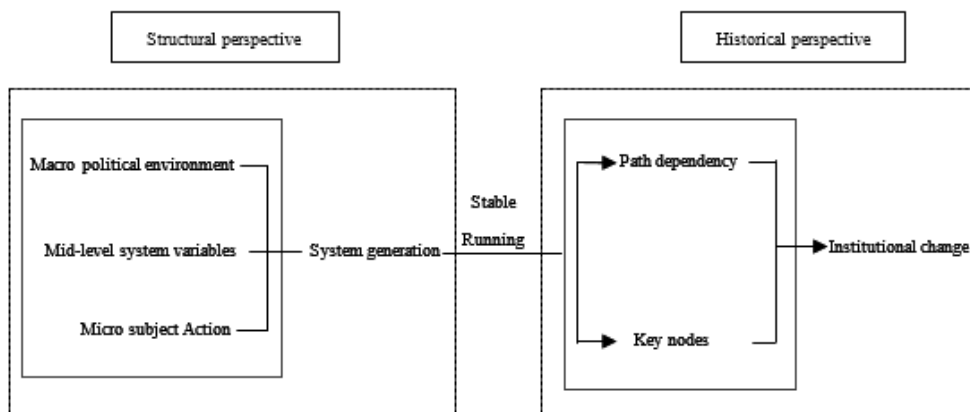 Structural perspective
Historical perspective
Macro political environment
Mid-level system variables
Micro subject Action
System generation
Stable
Running
Path dependency
Key nodes
Institutional change